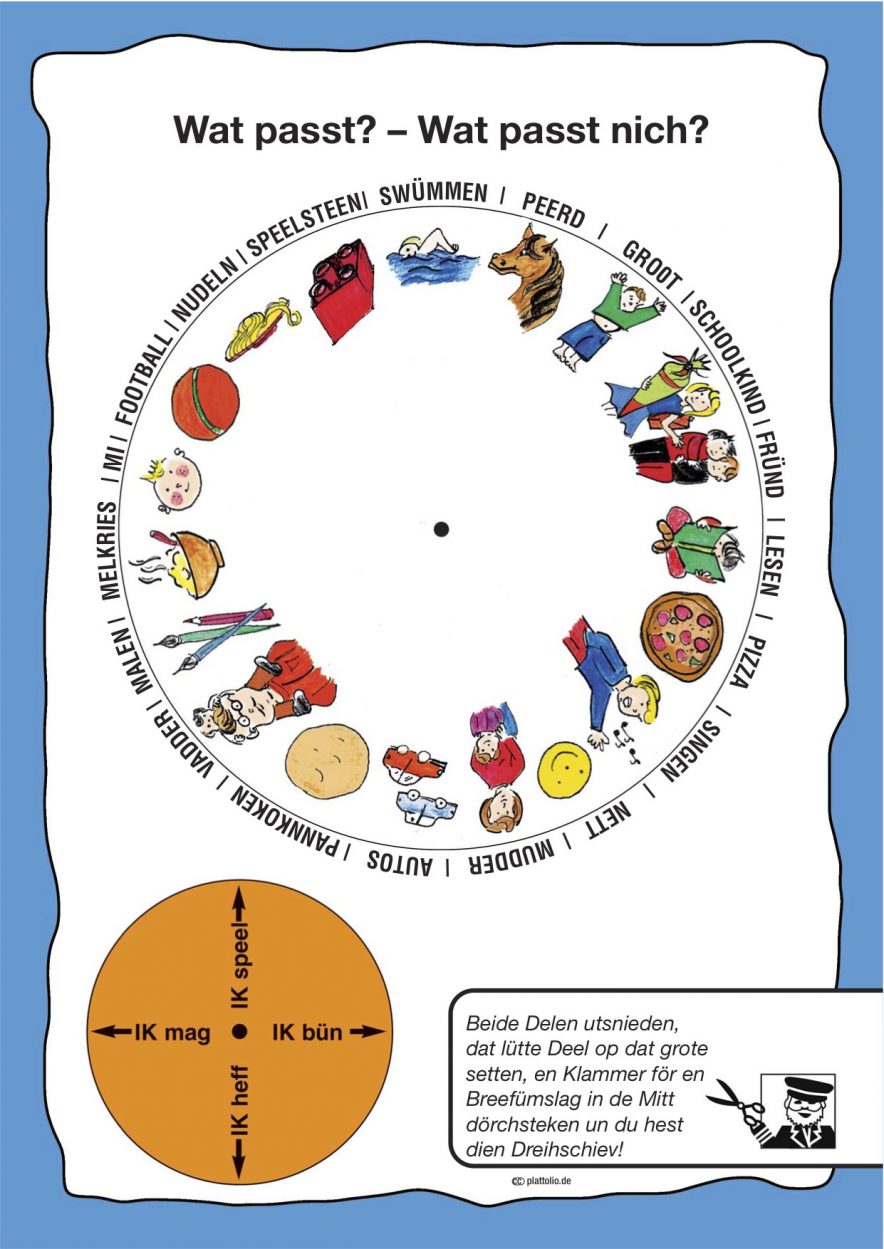 Wat passt? – Wat passt nich?
SWÜMMEN | PEERD | GROOT | SCHOOLKIND | FRÜND | LESEN | PIZZA | SINGEN | NETT | MUDDER | AUTOS | PANNKOKEN | VADDER | MALEN | MELKRIES | MI | FOOTBALL | NUDELN | SPEELSTEEN |
IK speel
IK mag
IK bün
IK heff
Beide Delen utsnieden,
dat lütte Deel op dat grote
setten, en Klammer för en
Breefümslag in de Mitt
dörchsteken un du hest
dien Dreihschiev!
cc plattolio.de